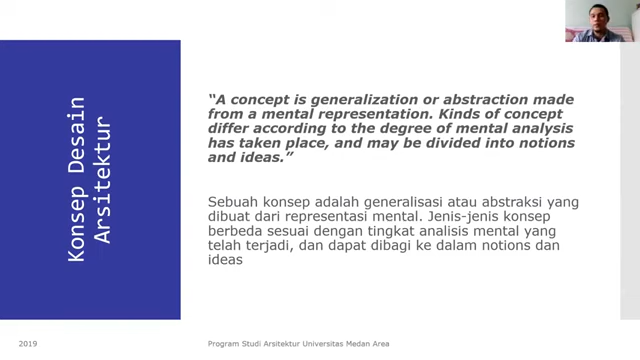 Konsep Desain
Arsitektur
“A concept is generalization or abstraction made
from a mental representation. Kinds of concept
differ according to the degree of mental analysis
has taken place, and may be divided into notions
and ideas.”
Sebuah konsep adalah generalisasi atau abstraksi yang
dibuat dari representasi mental. Jenis-jenis konsep
berbeda sesuai dengan tingkat analisis mental yang
telah terjadi, dan dapat dibagi ke dalam notions dan
ideas
2019
Program Studi Arsitektur Universitas Medan Area